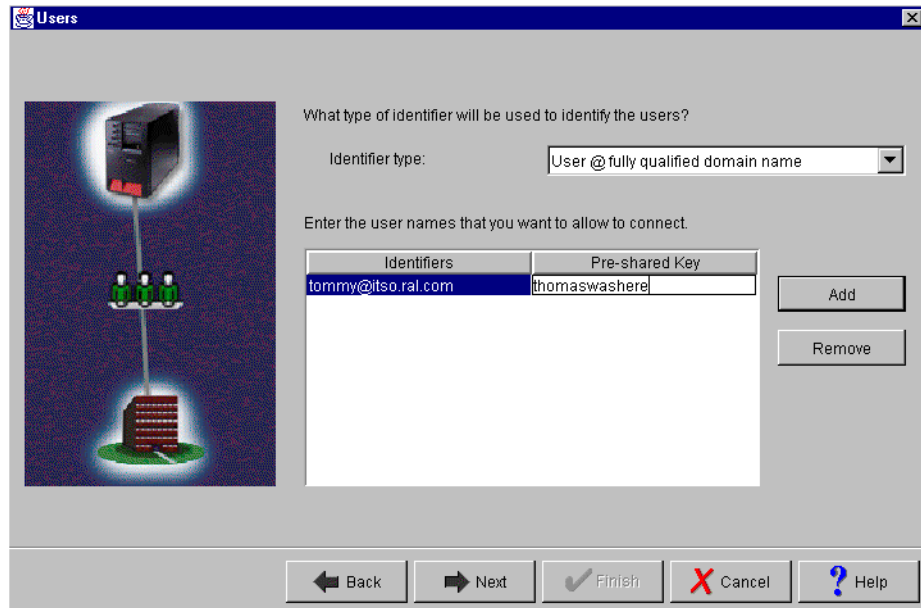 Users
What type of identifier will be used to identify the users?
Identifier type:
User @ fully qualified domain name
Enter the user names that you want to allow to connect.
Identifiers
Pre-shared Key
tommy@itso.ral.com
thomaswashere
Add
Remove
Back
Next
Finish
Cancel
Help